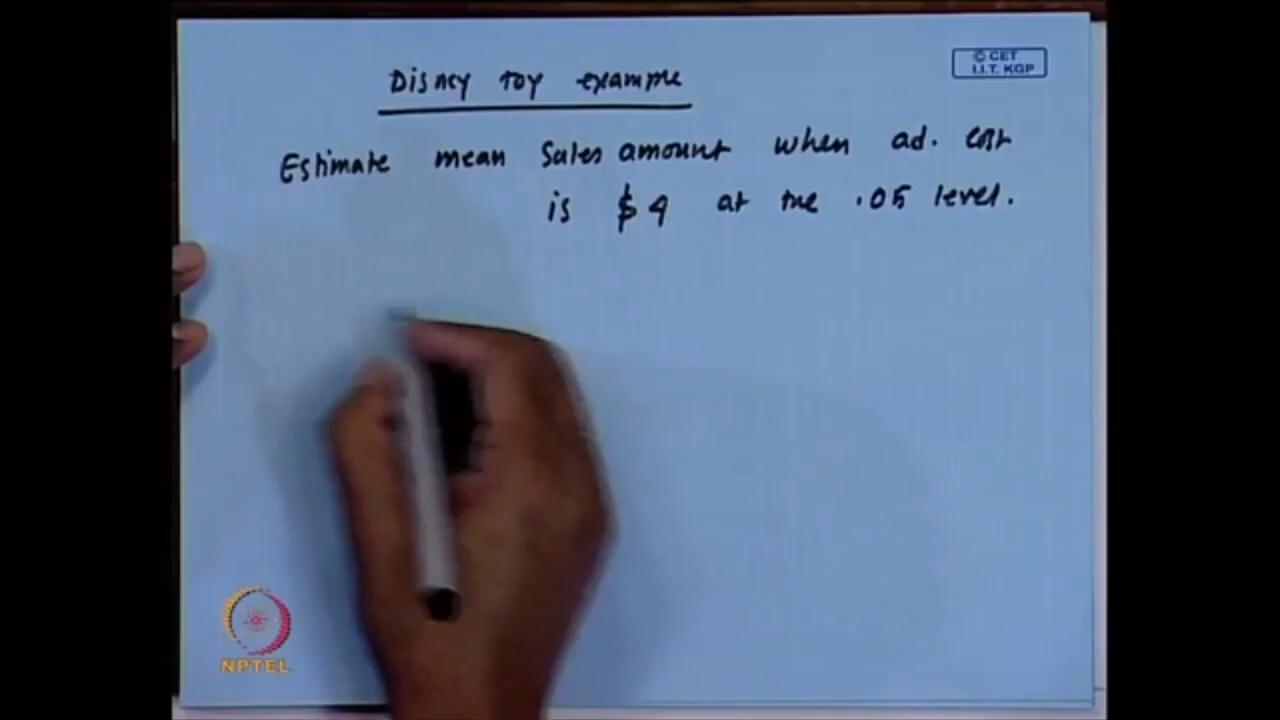 © CET
I.I.T. KGP
Disney toy example
Estimate mean Sales amount when ad. cost
is $4 at the .05 level.
NPTEL